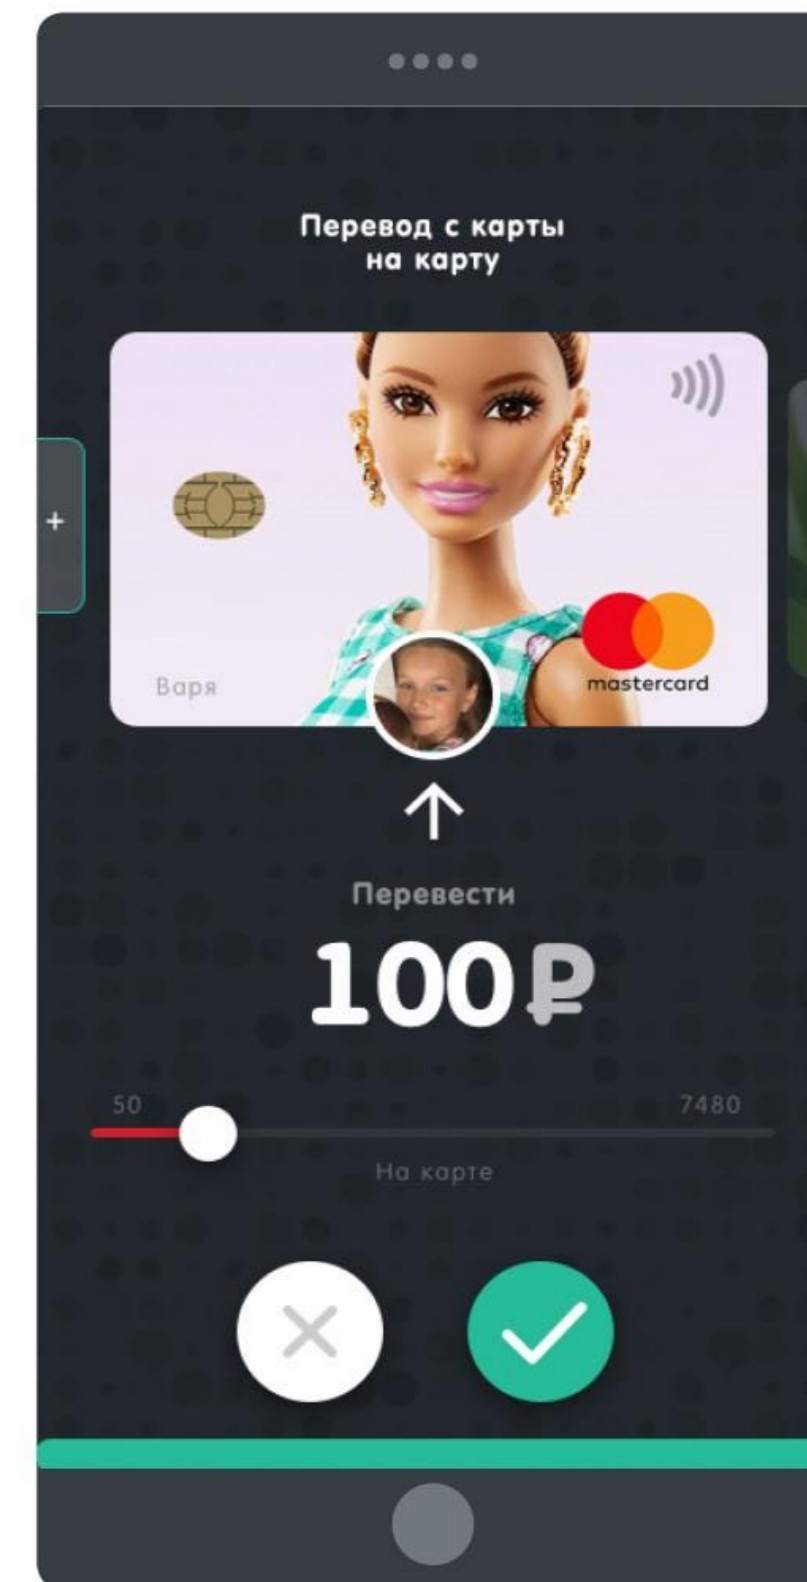 Перевод с карты
на карту
+
Варя
mastercard
Перевести
100 ₽
50
7480
На карте